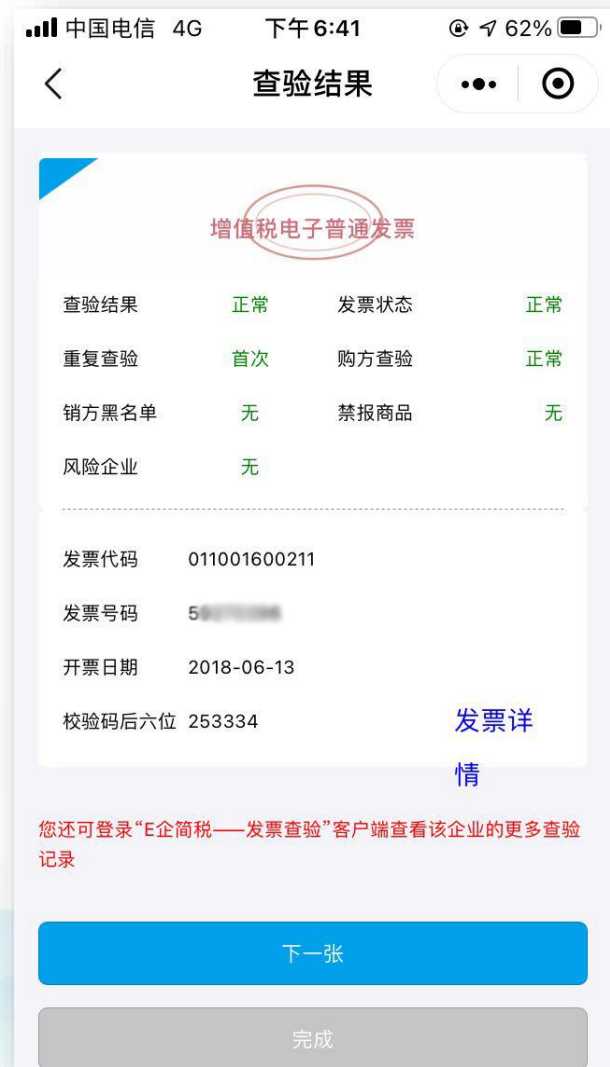 中国电信 4G 下午6:41 62%
查验结果
增值税电子普通发票
查验结果 正常 发票状态 正常
重复查验 首次 购方查验 正常
销方黑名单 无 禁报商品 无
风险企业 无
发票代码 011001600211
发票号码 5
开票日期 2018-06-13
校验码后六位 253334 发票详
情
您还可登录“E企简税——发票查验”客户端查看该企业的更多查验
记录
下一张
完成